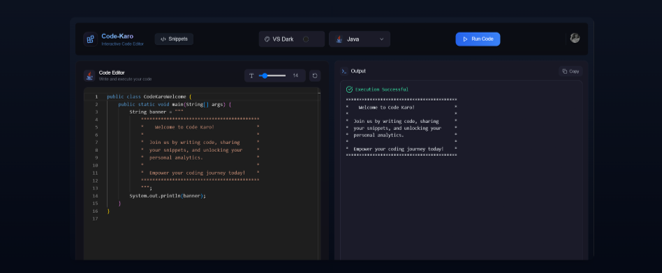 Code-Karo
Interactive Code Editor
Snippets
VS Dark
Java
Run Code
Code Editor
Write and execute your code
14
Output
Copy
1 public class CodeKaroWelcome {
2 public static void main(String[] args) {
3 String banner = """
4 ******************************************
5 * Welcome to Code Karo! *
6 * *
7 * Join us by writing code, sharing *
8 * your snippets, and unlocking your *
9 * personal analytics. *
10 * *
11 * Empower your coding journey today! *
12 ******************************************
13 """;
14 System.out.println(banner);
15 }
16 }
17
Execution Successful
******************************************
* Welcome to Code Karo! *
* *
* Join us by writing code, sharing *
* your snippets, and unlocking your *
* personal analytics. *
* *
* Empower your coding journey today! *
******************************************